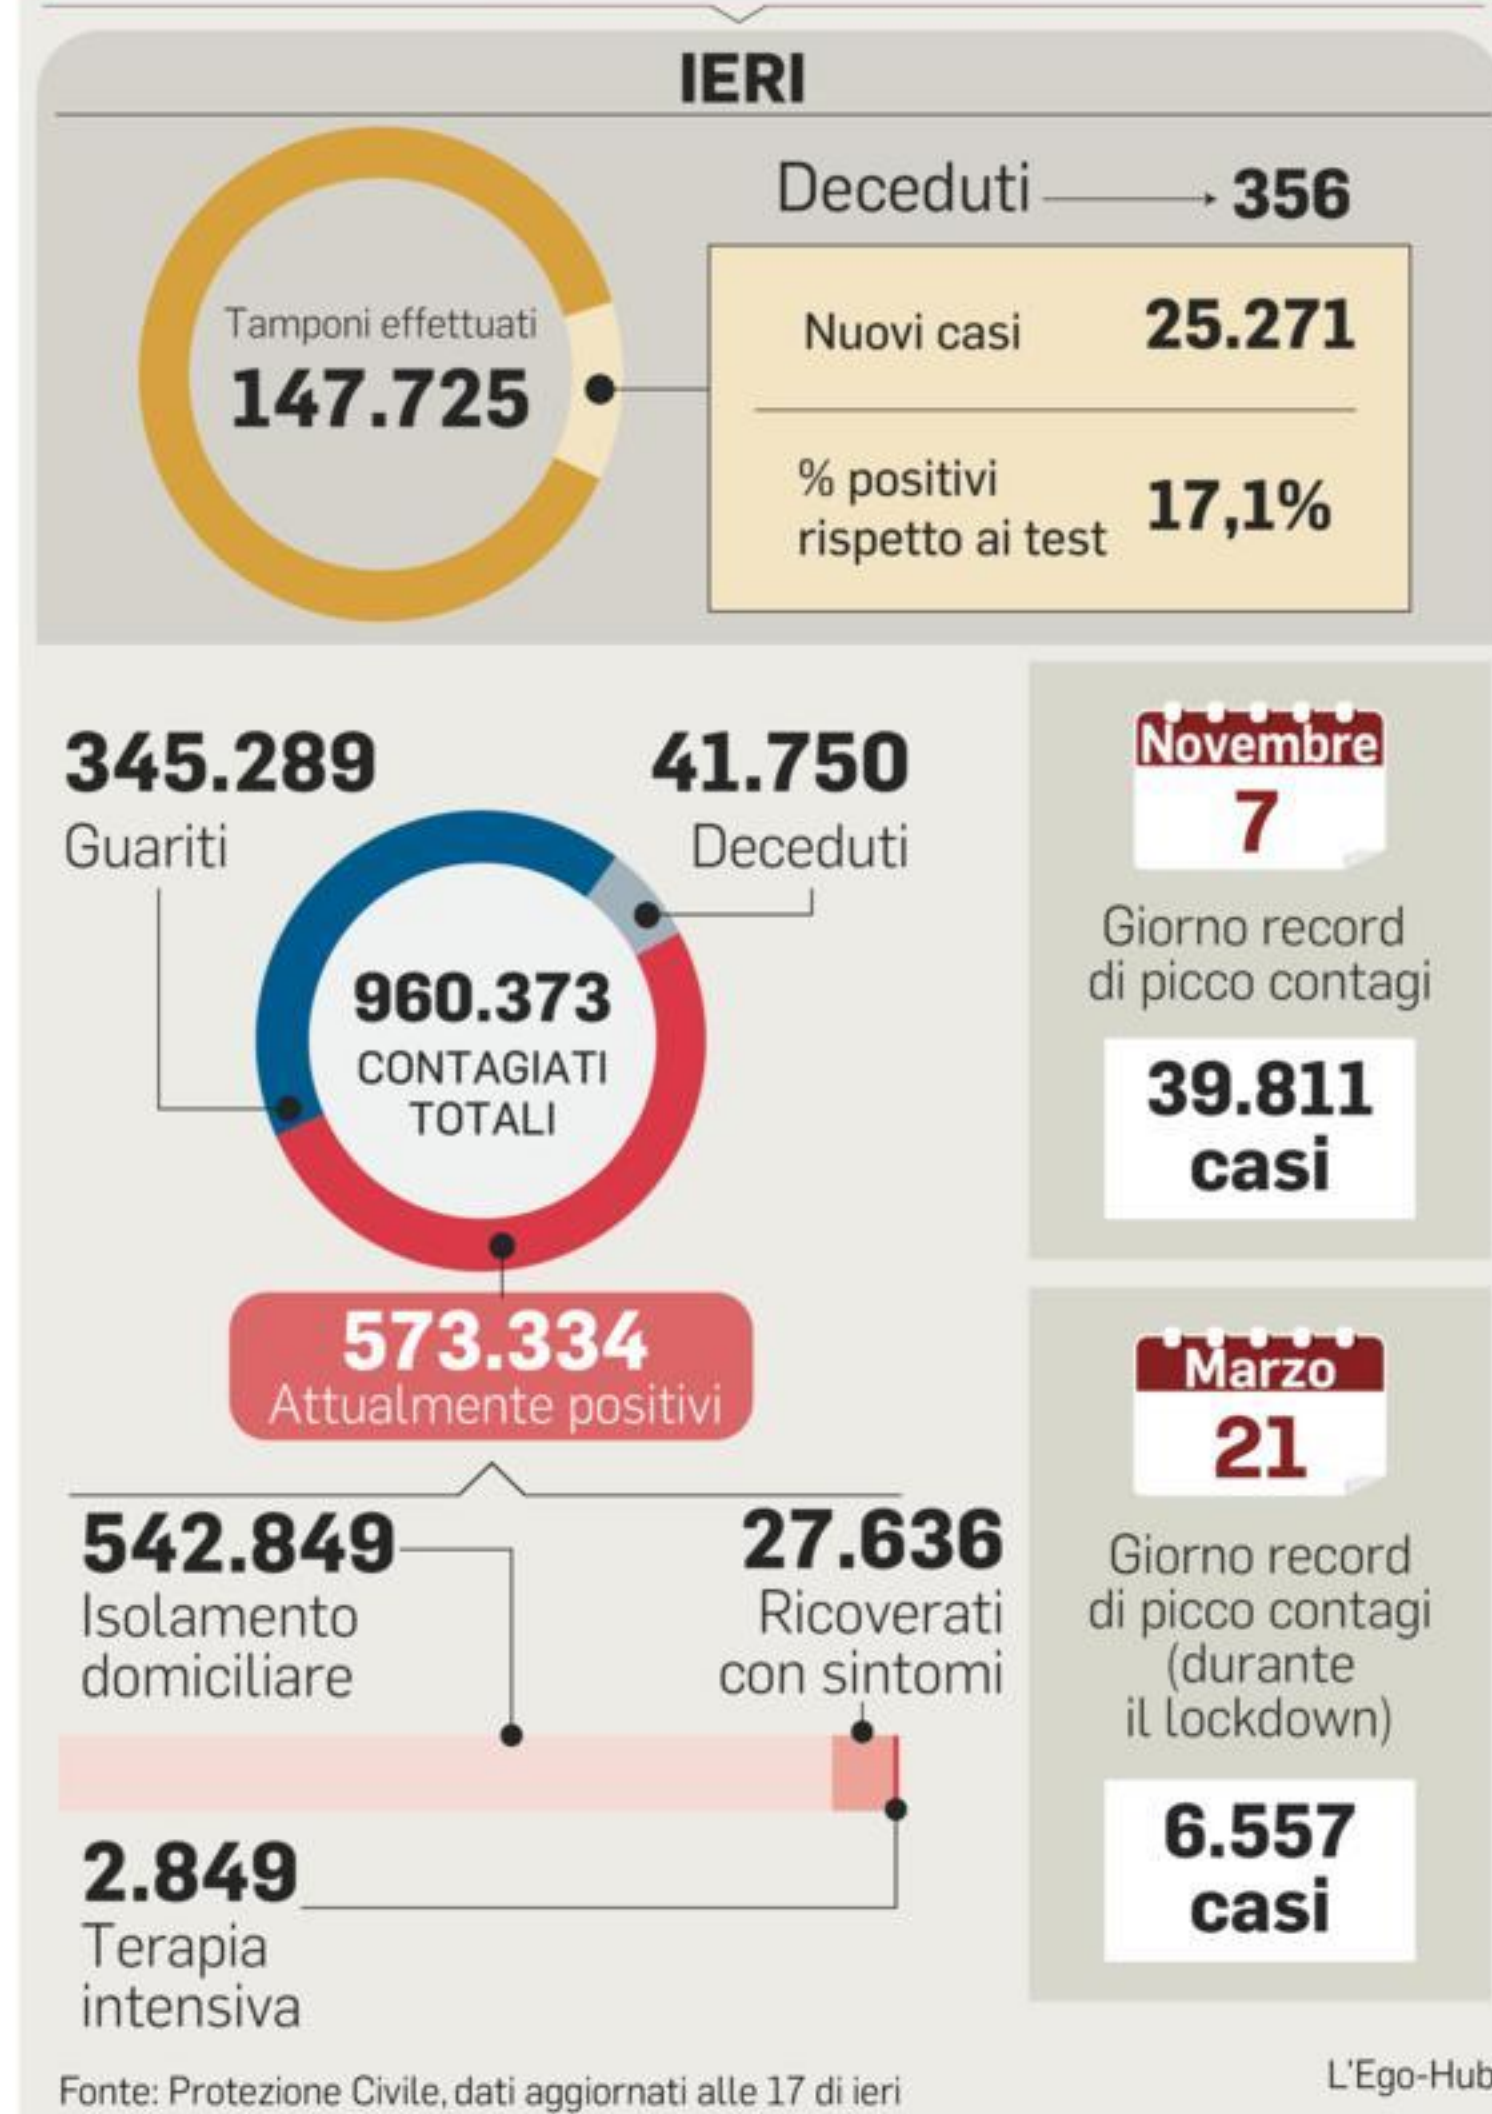 IERI
Tamponi effettuati
147.725
Deceduti
356
Nuovi casi
25.271
% positivi
rispetto ai test
17,1%
345.289
Guariti
41.750
Deceduti
960.373
CONTAGIATI
TOTALI
573.334
Attualmente positivi
542.849
Isolamento
domiciliare
27.636
Ricoverati
con sintomi
2.849
Terapia
intensiva
Novembre
7
Giorno record
di picco contagi
39.811
casi
Marzo
21
Giorno record
di picco contagi
(durante
il lockdown)
6.557
casi
Fonte: Protezione Civile, dati aggiornati alle 17 di ieri
L'Ego-Hub